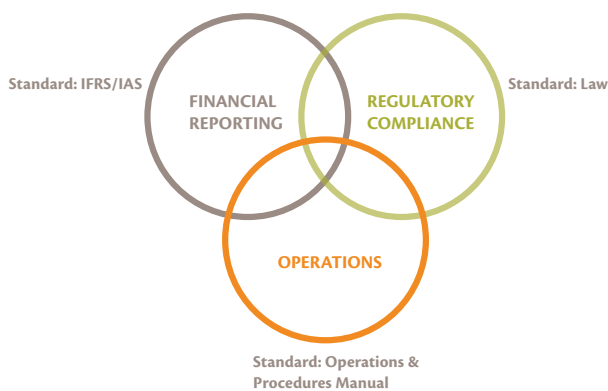 Standard: IFRS/IAS
FINANCIAL
REPORTING
REGULATORY
COMPLIANCE
Standard: Law
OPERATIONS
Standard: Operations &
Procedures Manual